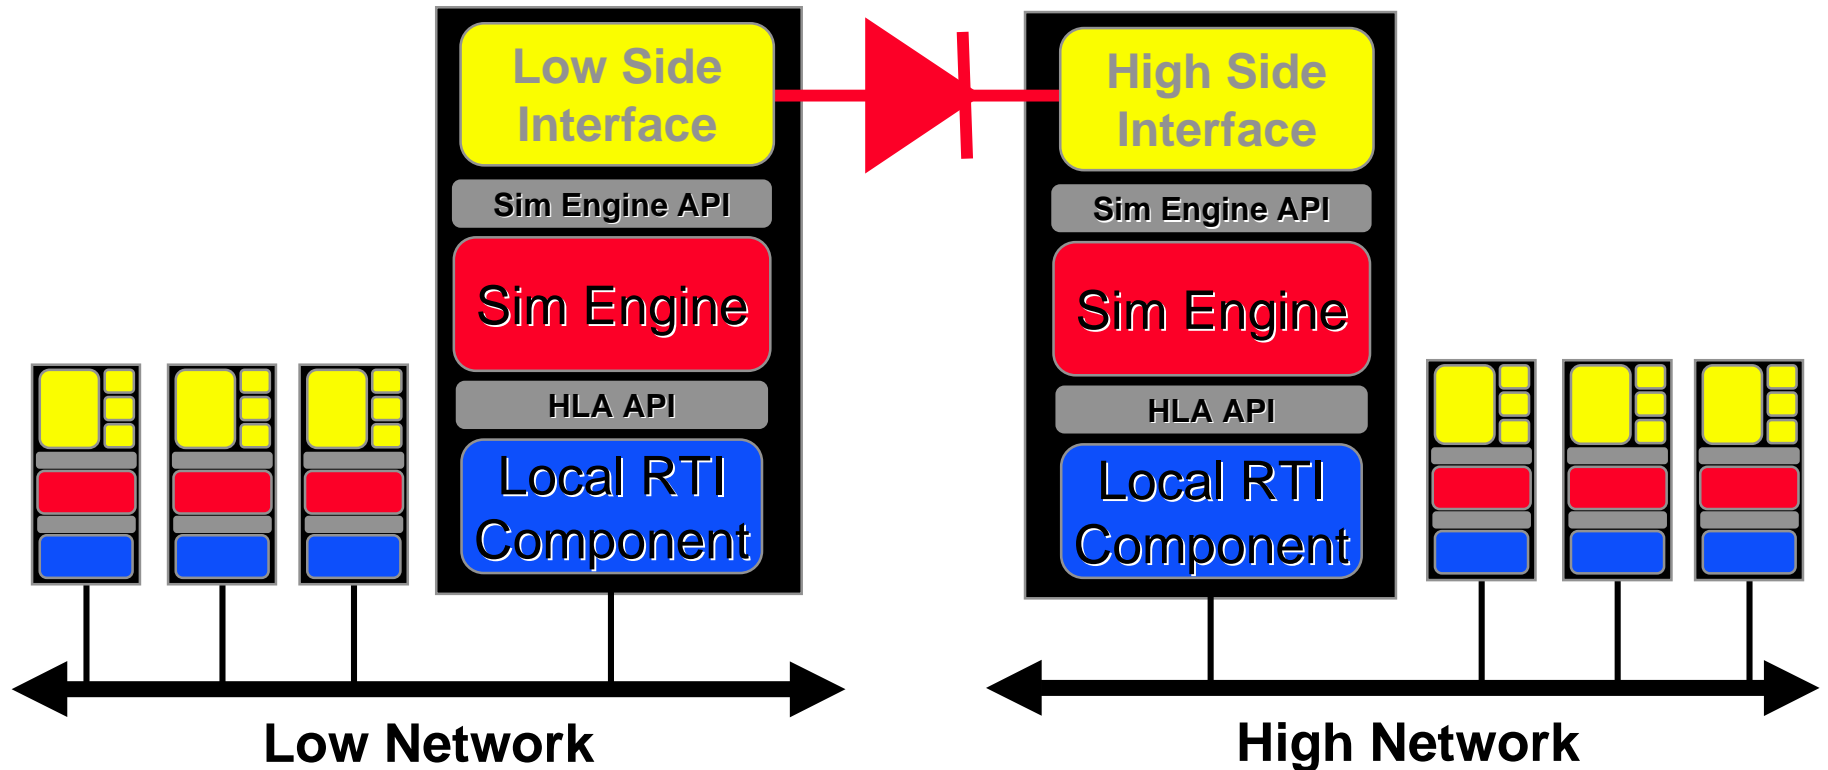 Low Side
Interface
Sim Engine API
Sim Engine
HLA API
Local RTI
Component
Low Network
High Side
Interface
Sim Engine API
Sim Engine
HLA API
Local RTI
Component
High Network